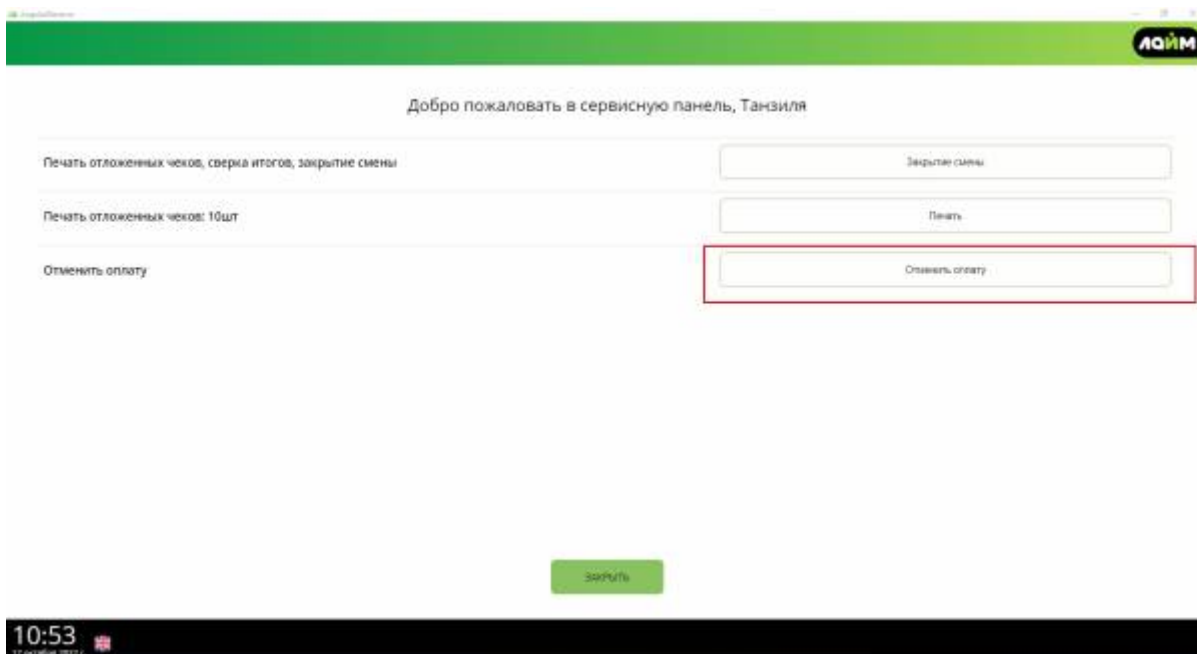 лайм
Добро пожаловать в сервисную панель, Танзиля
Печать отложенных чеков, сверка итогов, закрытие смены
Закрытие смены
Печать отложенных чеков: 10шт
Печать
Отменить оплату
Отменить оплату
ЗАКРЫТЬ
10:53